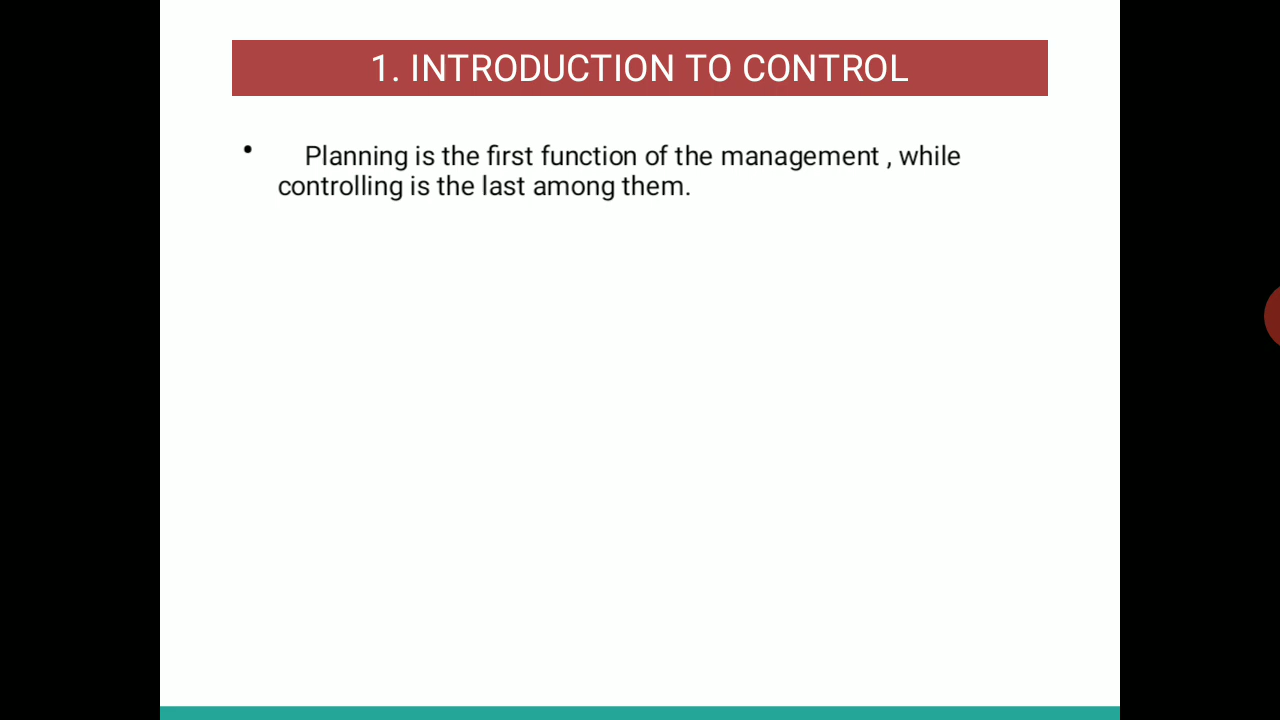 1. INTRODUCTION TO CONTROL
• Planning is the first function of the management , while
controlling is the last among them.